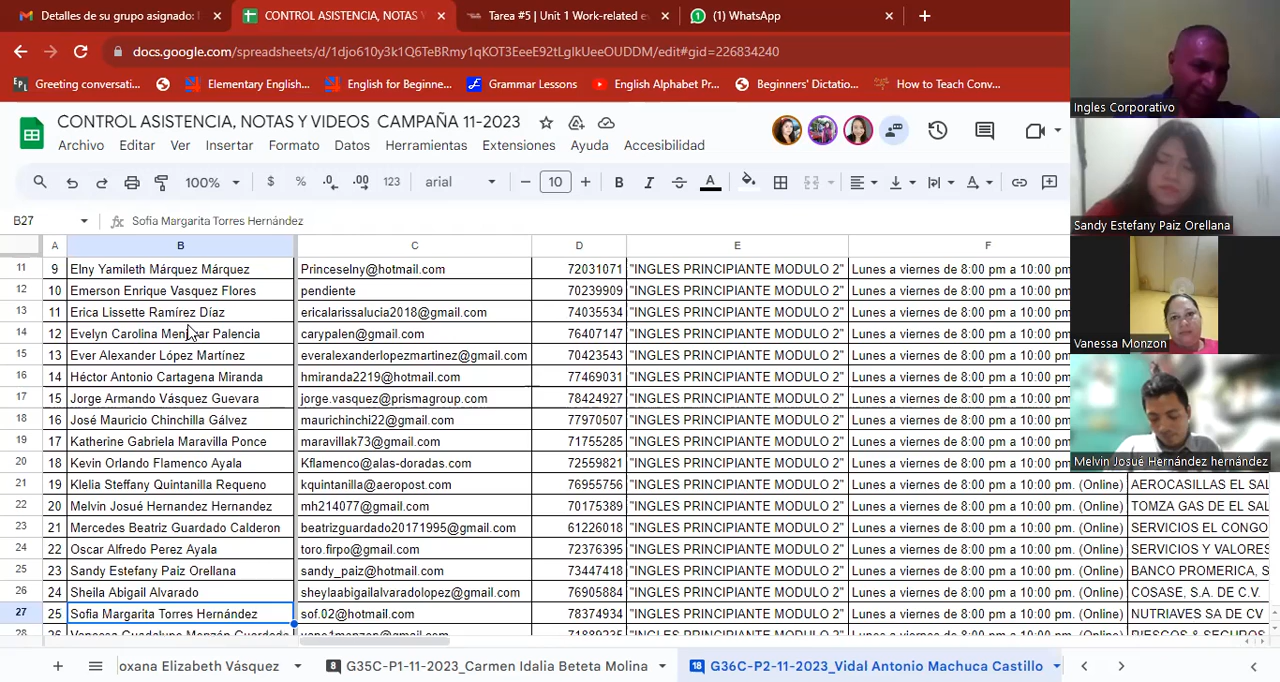 Detalles de su grupo asignado:
CONTROL ASISTENCIA, NOTAS Y
Tarea #5 | Unit 1 Work-related e
(1) WhatsApp
docs.google.com/spreadsheets/d/1djo610y3k1Q6TeBRmy1qKOT3EeeE92tLglkUeeOUDDM/edit#gid=226834240
Greeting conversati...
Elementary English...
English for Beginne...
Grammar Lessons
English Alphabet Pr...
Beginners' Dictatio...
How to Teach Conv...
CONTROL ASISTENCIA, NOTAS Y VIDEOS CAMPAÑA 11-2023
Archivo Editar Ver Insertar Formato Datos Herramientas Extensiones Ayuda Accesibilidad
100% $ % .0 .00 123 arial 10 B I A
B27 fx Sofia Margarita Torres Hernández
A B C D E F
11 9 Elny Yamileth Márquez Márquez Princeselny@hotmail.com 72031071 "INGLES PRINCIPIANTE MODULO 2" Lunes a viernes de 8:00 pm a 10:00 pm
12 10 Emerson Enrique Vasquez Flores pendiente 70239909 "INGLES PRINCIPIANTE MODULO 2" Lunes a viernes de 8:00 pm a 10:00 pm
13 11 Erica Lissette Ramírez Díaz ericalarissalucia2018@gmail.com 74035534 "INGLES PRINCIPIANTE MODULO 2" Lunes a viernes de 8:00 pm a 10:00 pm
14 12 Evelyn Carolina Palencia carypalen@gmail.com 76407147 "INGLES PRINCIPIANTE MODULO 2" Lunes a viernes de 8:00 pm a 10:00 pm
15 13 Ever Alexander López Martínez everalexanderlopezmartinez@gmail.com 70423543 "INGLES PRINCIPIANTE MODULO 2" Lunes a viernes de 8:00 pm a 10:00 pm
16 14 Héctor Antonio Cartagena Miranda hmiranda2219@hotmail.com 77469031 "INGLES PRINCIPIANTE MODULO 2" Lunes a viernes de 8:00 pm a 10:00 pm
17 15 Jorge Armando Vásquez Guevara jorge.vasquez@prismagroup.com 78424927 "INGLES PRINCIPIANTE MODULO 2" Lunes a viernes de 8:00 pm a 10:00 pm
18 16 José Mauricio Chinchilla Gálvez maurichinchi22@gmail.com 77970507 "INGLES PRINCIPIANTE MODULO 2" Lunes a viernes de 8:00 pm a 10:00 pm
19 17 Katherine Gabriela Maravilla Ponce maravillak73@gmail.com 71755285 "INGLES PRINCIPIANTE MODULO 2" Lunes a viernes de 8:00 pm a 10:00 pm
20 18 Kevin Orlando Flamenco Ayala Kflamenco@alas-doradas.com 72559821 "INGLES PRINCIPIANTE MODULO 2" Lunes a viernes de 8:00 pm a 10:00 pm
21 19 Klelia Steffany Quintanilla Requeno kquintanilla@aeropost.com 76955756 "INGLES PRINCIPIANTE MODULO 2" Lunes a viernes de 8:00 pm a 10:00 pm. (Online) AEROCASILLAS EL SAL
22 20 Melvin Josué Hernandez Hernandez mh214077@gmail.com 70175389 "INGLES PRINCIPIANTE MODULO 2" Lunes a viernes de 8:00 pm a 10:00 pm. (Online) TOMZA GAS DE EL SAL
23 21 Mercedes Beatriz Guardado Calderon beatrizguardado20171995@gmail.com 61226018 "INGLES PRINCIPIANTE MODULO 2" Lunes a viernes de 8:00 pm a 10:00 pm. (Online) SERVICIOS EL CONGO
24 22 Oscar Alfredo Perez Ayala toro.firpo@gmail.com 72376395 "INGLES PRINCIPIANTE MODULO 2" Lunes a viernes de 8:00 pm a 10:00 pm. (Online) SERVICIOS Y VALORES
25 23 Sandy Estefany Paiz Orellana sandy_paiz@hotmail.com 73447418 "INGLES PRINCIPIANTE MODULO 2" Lunes a viernes de 8:00 pm a 10:00 pm. (Online) BANCO PROMERICA, S
26 24 Sheila Abigail Alvarado sheylaabigailalvaradolopez@gmail.com 76905884 "INGLES PRINCIPIANTE MODULO 2" Lunes a viernes de 8:00 pm a 10:00 pm. (Online) COSASE, S.A. DE C.V.
27 25 Sofia Margarita Torres Hernández sof.02@hotmail.com 78374934 "INGLES PRINCIPIANTE MODULO 2" Lunes a viernes de 8:00 pm a 10:00 pm. (Online) NUTRIAVES SA DE CV
oxana Elizabeth Vásquez
8 G35C-P1-11-2023_Carmen Idalia Beteta Molina
18 G36C-P2-11-2023_Vidal Antonio Machuca Castillo
Ingles Corporativo
Sandy Estefany Paiz Orellana
Vanessa Monzon
Melvin Josué Hernández hernández